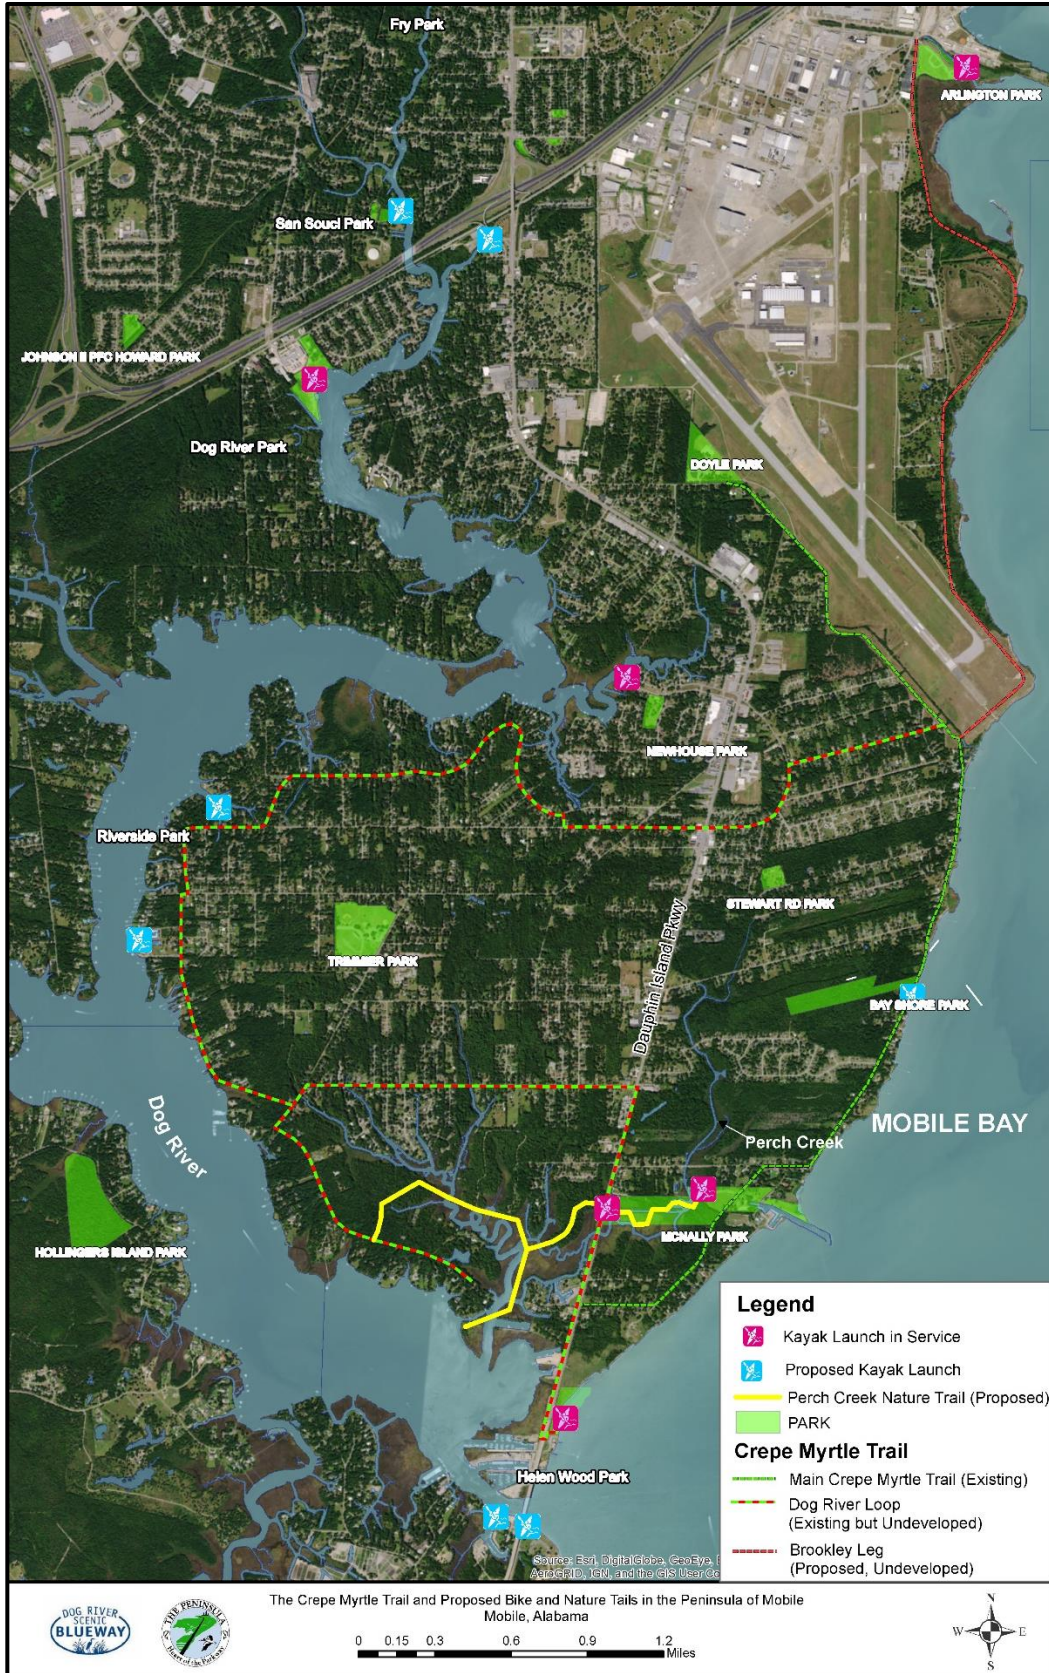 Fry Park
ARLINGTON PARK
San Souci Park
JOHNSON II PFC HOWARD PARK
Dog River Park
DOYLE PARK
NEWHOUSE PARK
Riverside Park
STEWART RD PARK
TRIMMIER PARK
Dauphin Island Pkwy
BAY SHORE PARK
Dog River
MOBILE BAY
Perch Creek
MCNALLY PARK
HOLLINGERS ISLAND PARK
Helen Wood Park
Legend
Kayak Launch in Service
Proposed Kayak Launch
Perch Creek Nature Trail (Proposed)
PARK
Crepe Myrtle Trail
Main Crepe Myrtle Trail (Existing)
Dog River Loop
(Existing but Undeveloped)
Brookley Leg
(Proposed, Undeveloped)
Source: Esri, DigitalGlobe, GeoEye,
AeroGRID, IGN, and the GIS User Co
DOG RIVER
SCENIC
BLUEWAY
THE PENINSULA
Heart of the Parkway
The Crepe Myrtle Trail and Proposed Bike and Nature Tails in the Peninsula of Mobile
Mobile, Alabama
0 0.15 0.3 0.6 0.9 1.2
Miles
N
W E
S